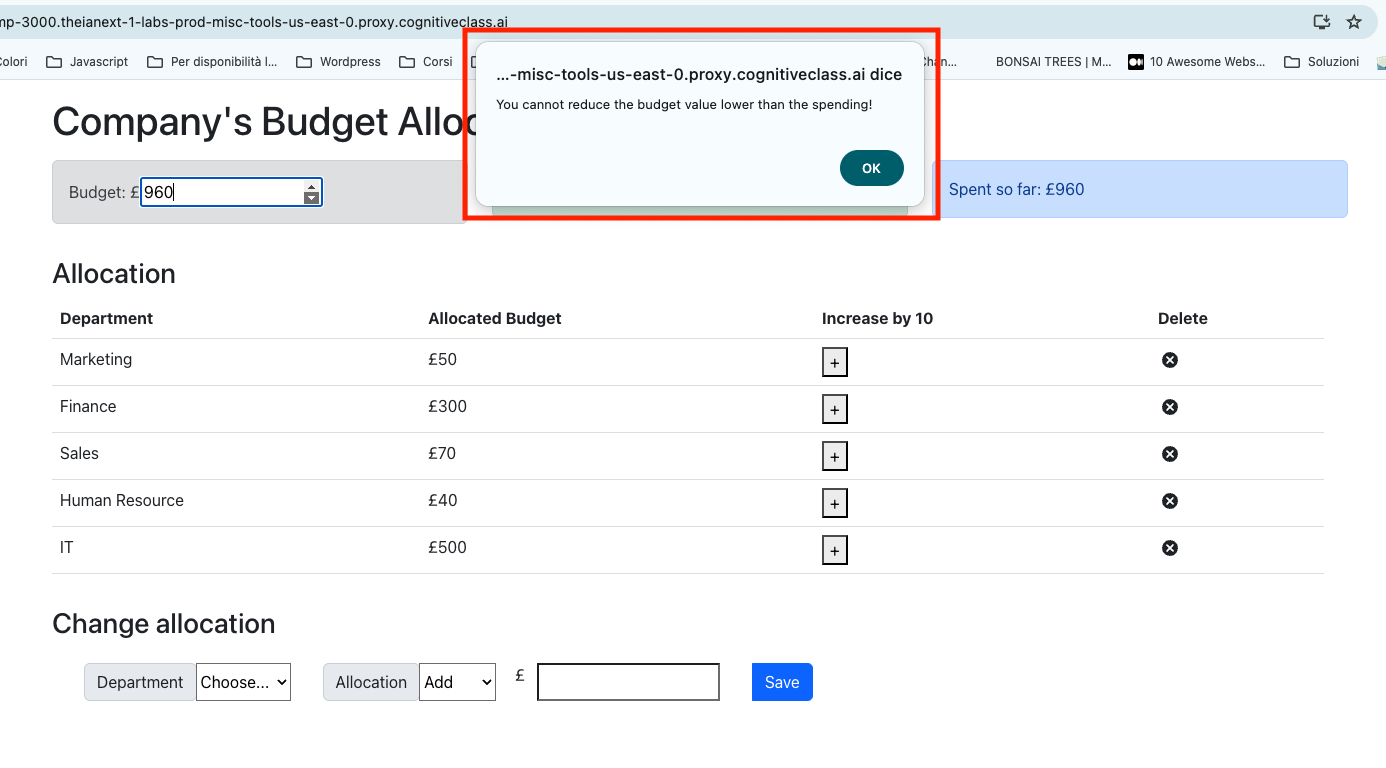 mp-3000.theianext-1-labs-prod-misc-tools-us-east-0.proxy.cognitiveclass.ai
Colori Javascript Per disponibilità l... Wordpress Corsi Chan... BONSAI TREES | M... 10 Awesome Webs... Soluzioni
...-misc-tools-us-east-0.proxy.cognitiveclass.ai dice
You cannot reduce the budget value lower than the spending!
OK
Company's Budget Alloc
Budget: £960
Spent so far: £960
Allocation
Department Allocated Budget Increase by 10 Delete
Marketing £50 +
Finance £300 +
Sales £70 +
Human Resource £40 +
IT £500 +
Change allocation
Department Choose... Allocation Add £ Save